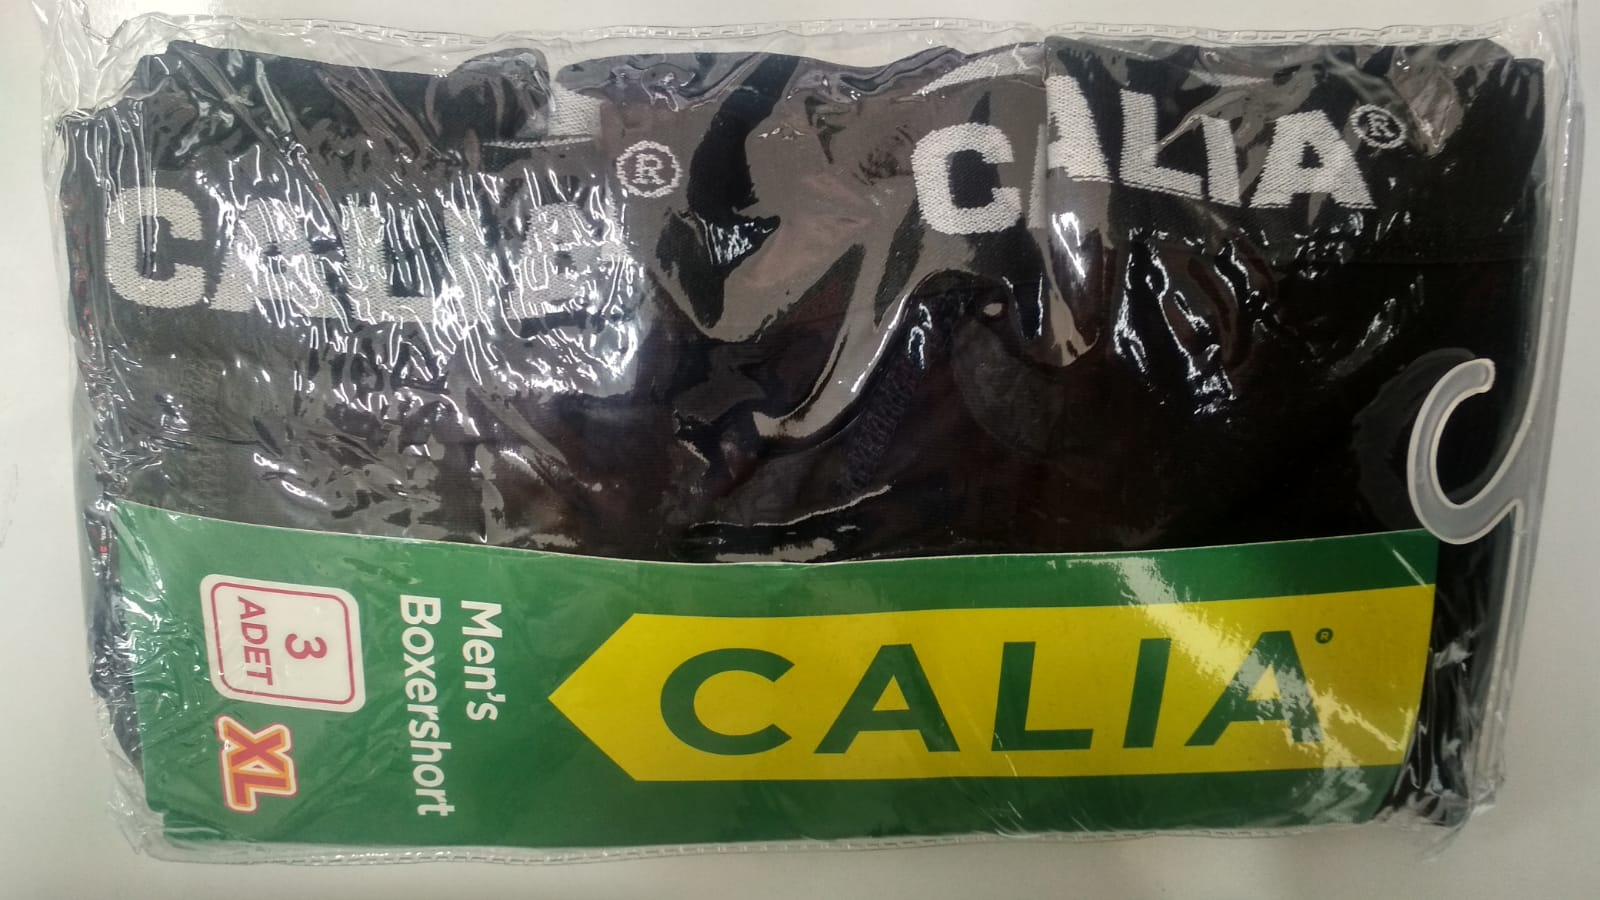 CALIA®
CALIA®
CALIA®
Men's
Boxershort
3
ADET
XL